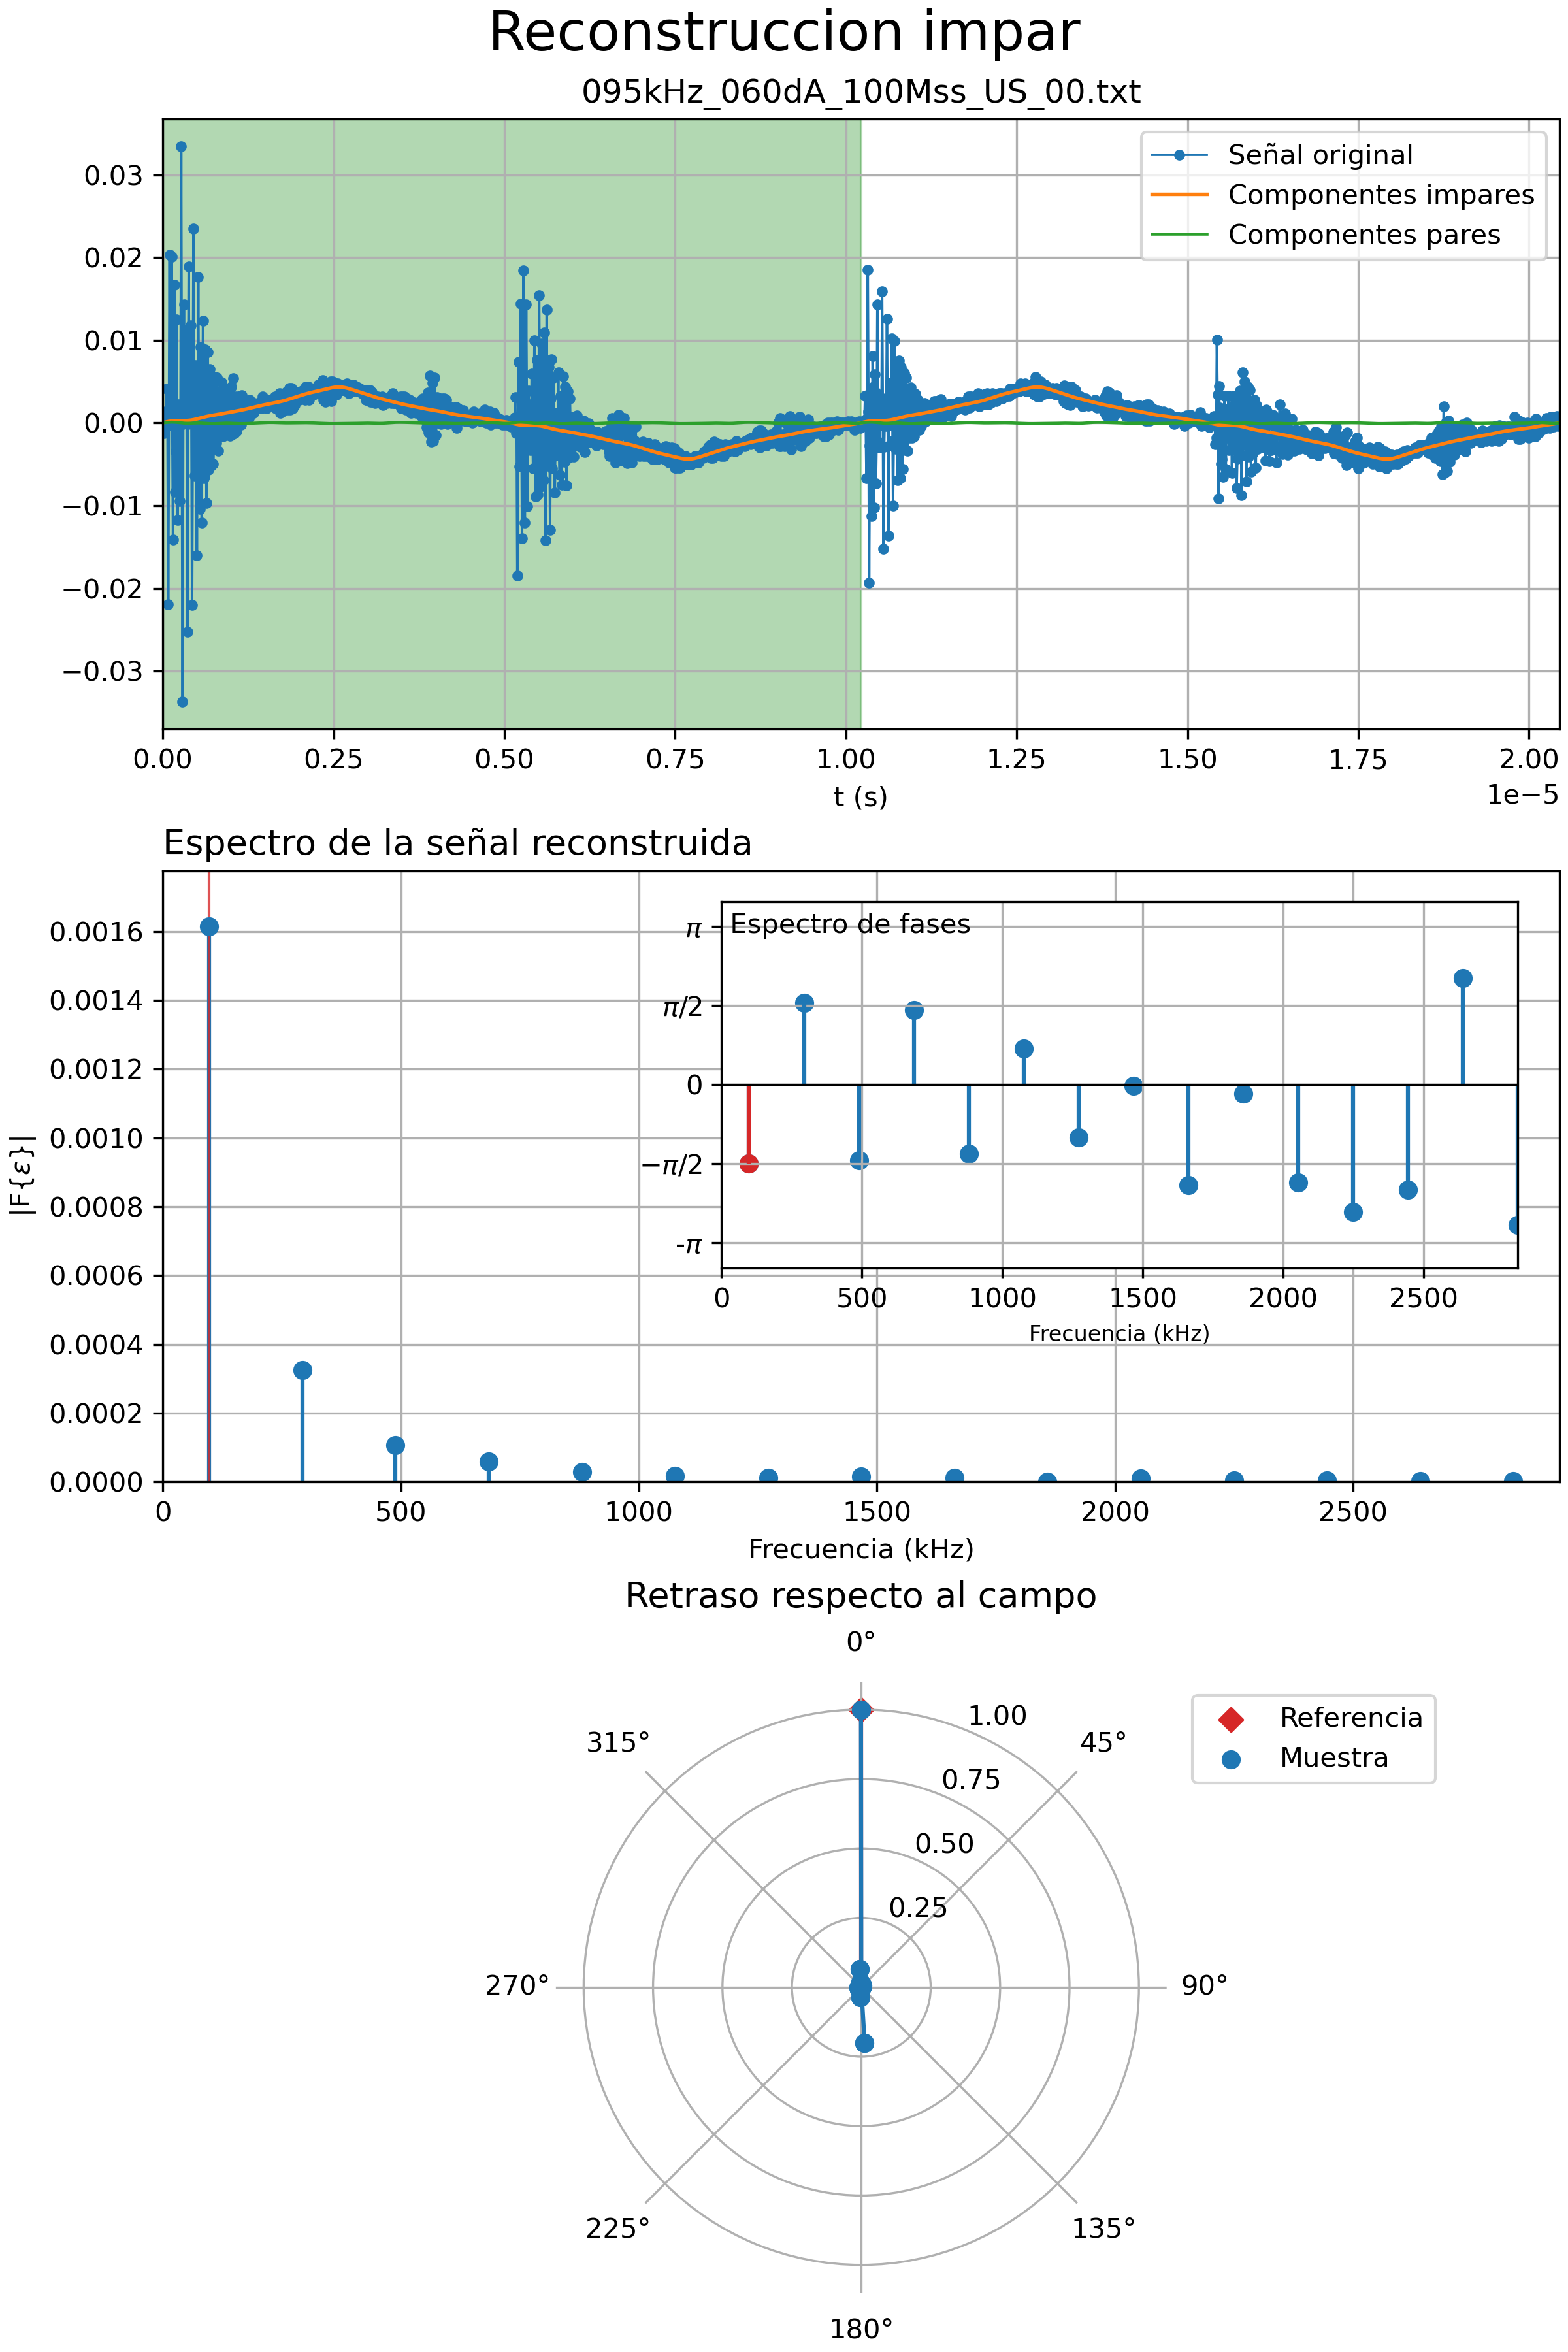 Reconstruccion impar
095kHz_060dA_100Mss_US_00.txt
Señal original
Componentes impares
Componentes pares
0.03
0.02
0.01
0.00
−0.01
−0.02
−0.03
0.00 0.25 0.50 0.75 1.00 1.25 1.50 1.75 2.00
t (s)
1e−5
Espectro de la señal reconstruida
|F{ε}|
0.0016
0.0014
0.0012
0.0010
0.0008
0.0006
0.0004
0.0002
0.0000
0 500 1000 1500 2000 2500
Frecuencia (kHz)
Espectro de fases
π
π/2
0
−π/2
-π
0 500 1000 1500 2000 2500
Frecuencia (kHz)
Retraso respecto al campo
0°
45°
90°
135°
180°
225°
270°
315°
1.00
0.75
0.50
0.25
Referencia
Muestra